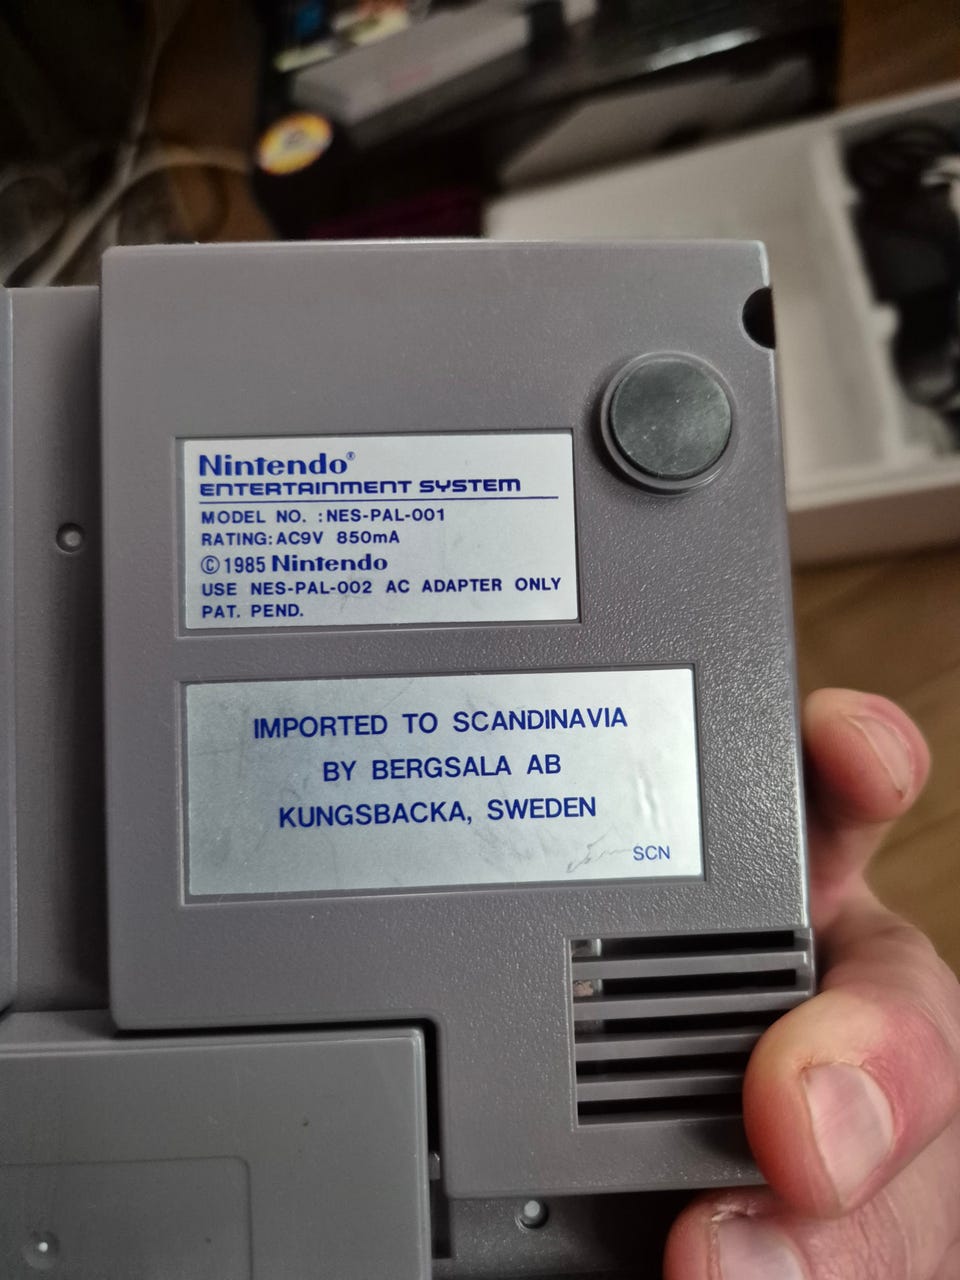 Nintendo®
ENTERTAINMENT SYSTEM
MODEL NO. :NES-PAL-001
RATING:AC9V 850mA
©1985 Nintendo
USE NES-PAL-002 AC ADAPTER ONLY
PAT. PEND.
IMPORTED TO SCANDINAVIA
BY BERGSALA AB
KUNGSBACKA, SWEDEN
SCN